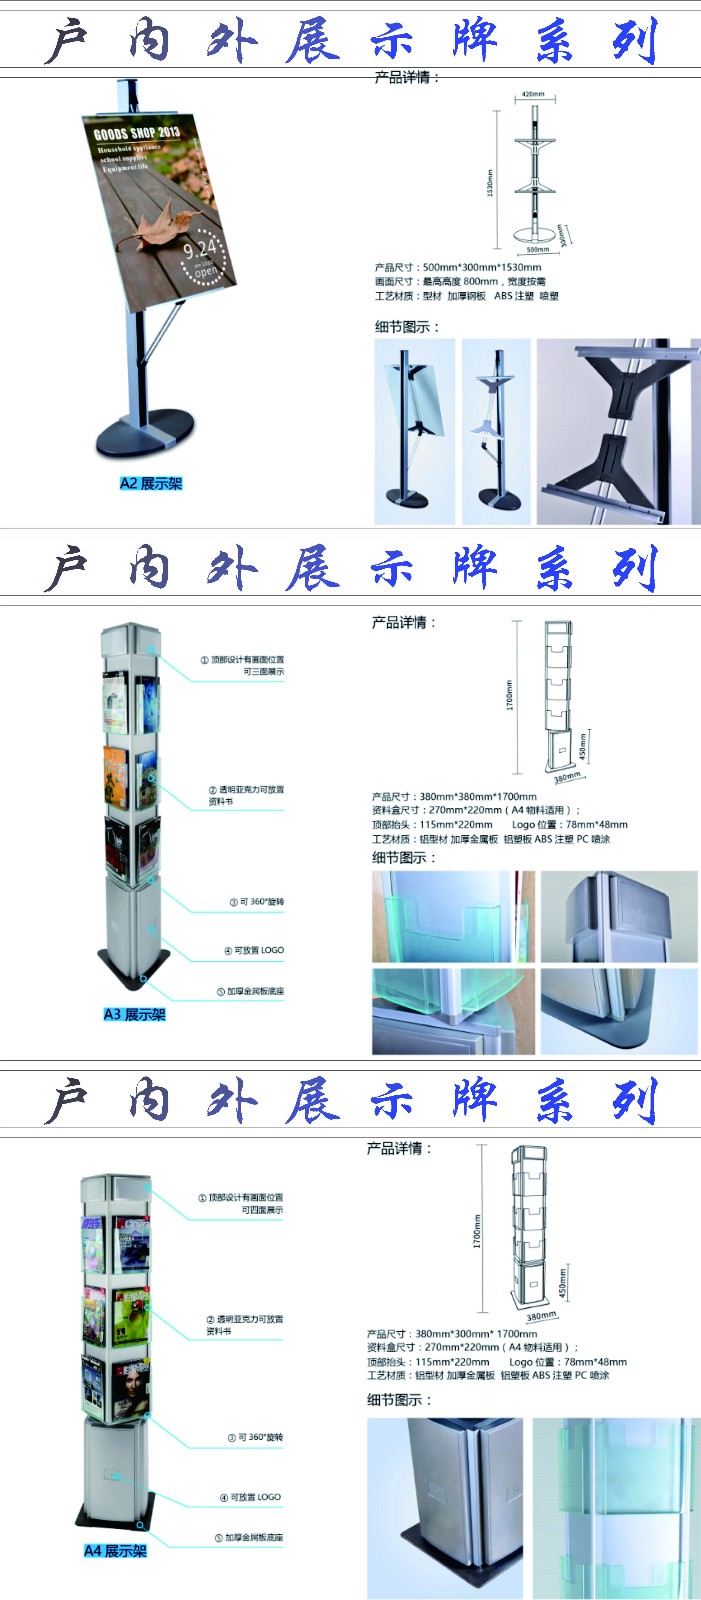 户内外展示牌系列
产品详情：
GOODS SHOP 2013
Household appliance
school supplies
Equipment life
9.24
open
420mm
1530mm
300mm
500mm
产品尺寸：500mm*300mm*1530mm
画面尺寸：最高高度 800mm，宽度按需
工艺材质：型材 加厚钢板 ABS 注塑 喷塑
细节图示：
A2 展示架
户内外展示牌系列
① 顶部设计有画面位置
可三面展示
② 透明亚克力可放置
资料书
③ 可 360°旋转
④ 可放置 LOGO
⑤ 加厚金属板底座
A3 展示架
产品详情：
1700mm
450mm
380mm
产品尺寸：380mm*380mm*1700mm
资料盒尺寸：270mm*220mm（A4 物料适用）；
顶部抬头：115mm*220mm Logo 位置：78mm*48mm
工艺材质：铝型材 加厚金属板 铝塑板 ABS 注塑 PC 喷涂
细节图示：
户内外展示牌系列
① 顶部设计有画面位置
可四面展示
② 透明亚克力可放置
资料书
③ 可 360°旋转
④ 可放置 LOGO
⑤ 加厚金属板底座
A4 展示架
产品详情：
1700mm
450mm
380mm
产品尺寸：380mm*300mm* 1700mm
资料盒尺寸：270mm*220mm（A4 物料适用）；
顶部抬头：115mm*220mm Logo 位置：78mm*48mm
工艺材质：铝型材 加厚金属板 铝塑板 ABS 注塑 PC 喷涂
细节图示：